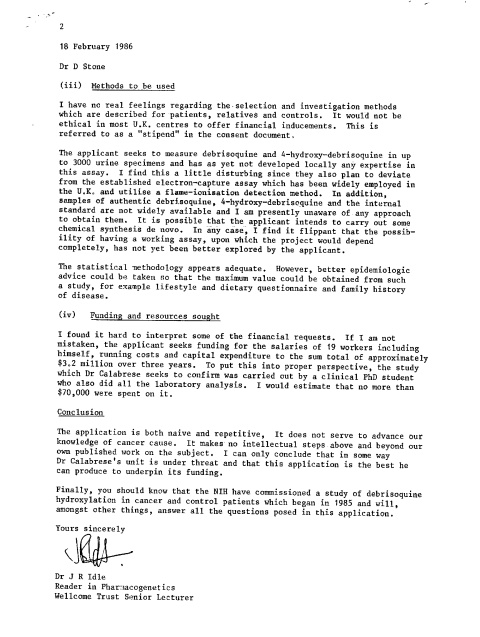 2
18 February 1986
Dr D Stone
(iii) Methods to be used
I have no real feelings regarding the selection and investigation methods
which are described for patients, relatives and controls. It would not be
ethical in most U.K. centres to offer financial inducements. This is
referred to as a "stipend" in the consent document.
The applicant seeks to measure debrisoquine and 4-hydroxy-debrisoquine in up
to 3000 urine specimens and has as yet not developed locally any expertise in
this assay. I find this a little disturbing since they also plan to deviate
from the established electron-capture assay which has been widely employed in
the U.K. and utilise a flame-ionisation detection method. In addition,
samples of authentic debrisoquine, 4-hydroxy-debrisoquine and the internal
standard are not widely available and I am presently unaware of any approach
to obtain them. It is possible that the applicant intends to carry out some
chemical synthesis de novo. In any case, I find it flippant that the possib-
ility of having a working assay, upon which the project would depend
completely, has not yet been better explored by the applicant.
The statistical methodology appears adequate. However, better epidemiologic
advice could be taken so that the maximum value could be obtained from such
a study, for example lifestyle and dietary questionnaire and family history
of disease.
(iv) Funding and resources sought
I found it hard to interpret some of the financial requests. If I am not
mistaken, the applicant seeks funding for the salaries of 19 workers including
himself, running costs and capital expenditure to the sum total of approximately
$3.2 million over three years. To put this into proper perspective, the study
which Dr Calabrese seeks to confirm was carried out by a clinical PhD student
who also did all the laboratory analysis. I would estimate that no more than
$70,000 were spent on it.
Conclusion
The application is both naive and repetitive, It does not serve to advance our
knowledge of cancer cause. It makes no intellectual steps above and beyond our
own published work on the subject. I can only conclude that in some way
Dr Calabrese's unit is under threat and that this application is the best he
can produce to underpin its funding.
Finally, you should know that the NIH have commissioned a study of debrisoquine
hydroxylation in cancer and control patients which began in 1985 and will,
amongst other things, answer all the questions posed in this application.
Yours sincerely
Dr J R Idle
Reader in Pharmacogenetics
Wellcome Trust Senior Lecturer